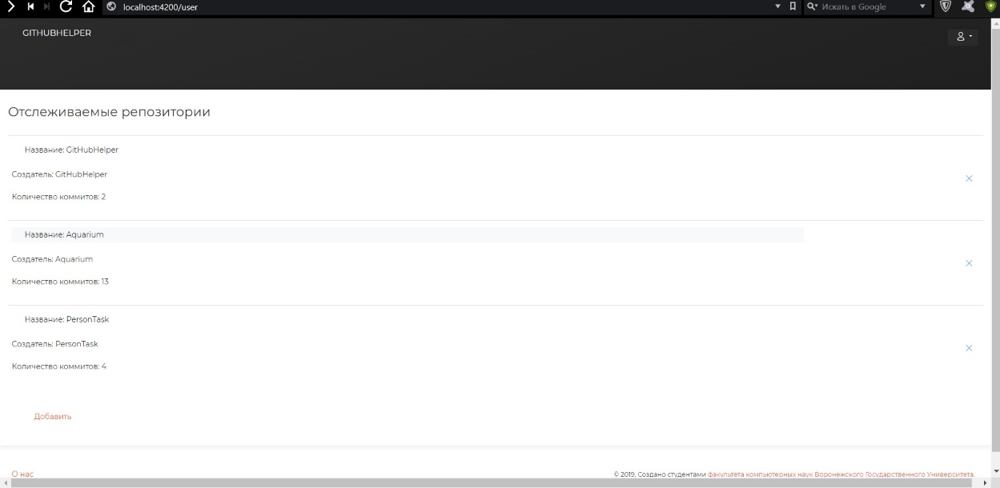 localhost:4200/user
Искать в Google
GITHUBHELPER
Отслеживаемые репозитории
Название: GitHubHelper
Создатель: GitHubHelper
Количество коммитов: 2
Название: Aquarium
Создатель: Aquarium
Количество коммитов: 13
Название: PersonTask
Создатель: PersonTask
Количество коммитов: 4
Добавить
О нас
© 2019, Создано студентами факультета компьютерных наук Воронежского Государственного Университета.